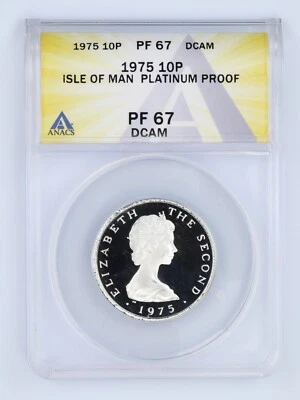 1975 10P PF 67 DCAM
1975 10P
ISLE OF MAN PLATINUM PROOF
ANACS
PF 67
DCAM
ELIZABETH THE SECOND
· 1975 ·